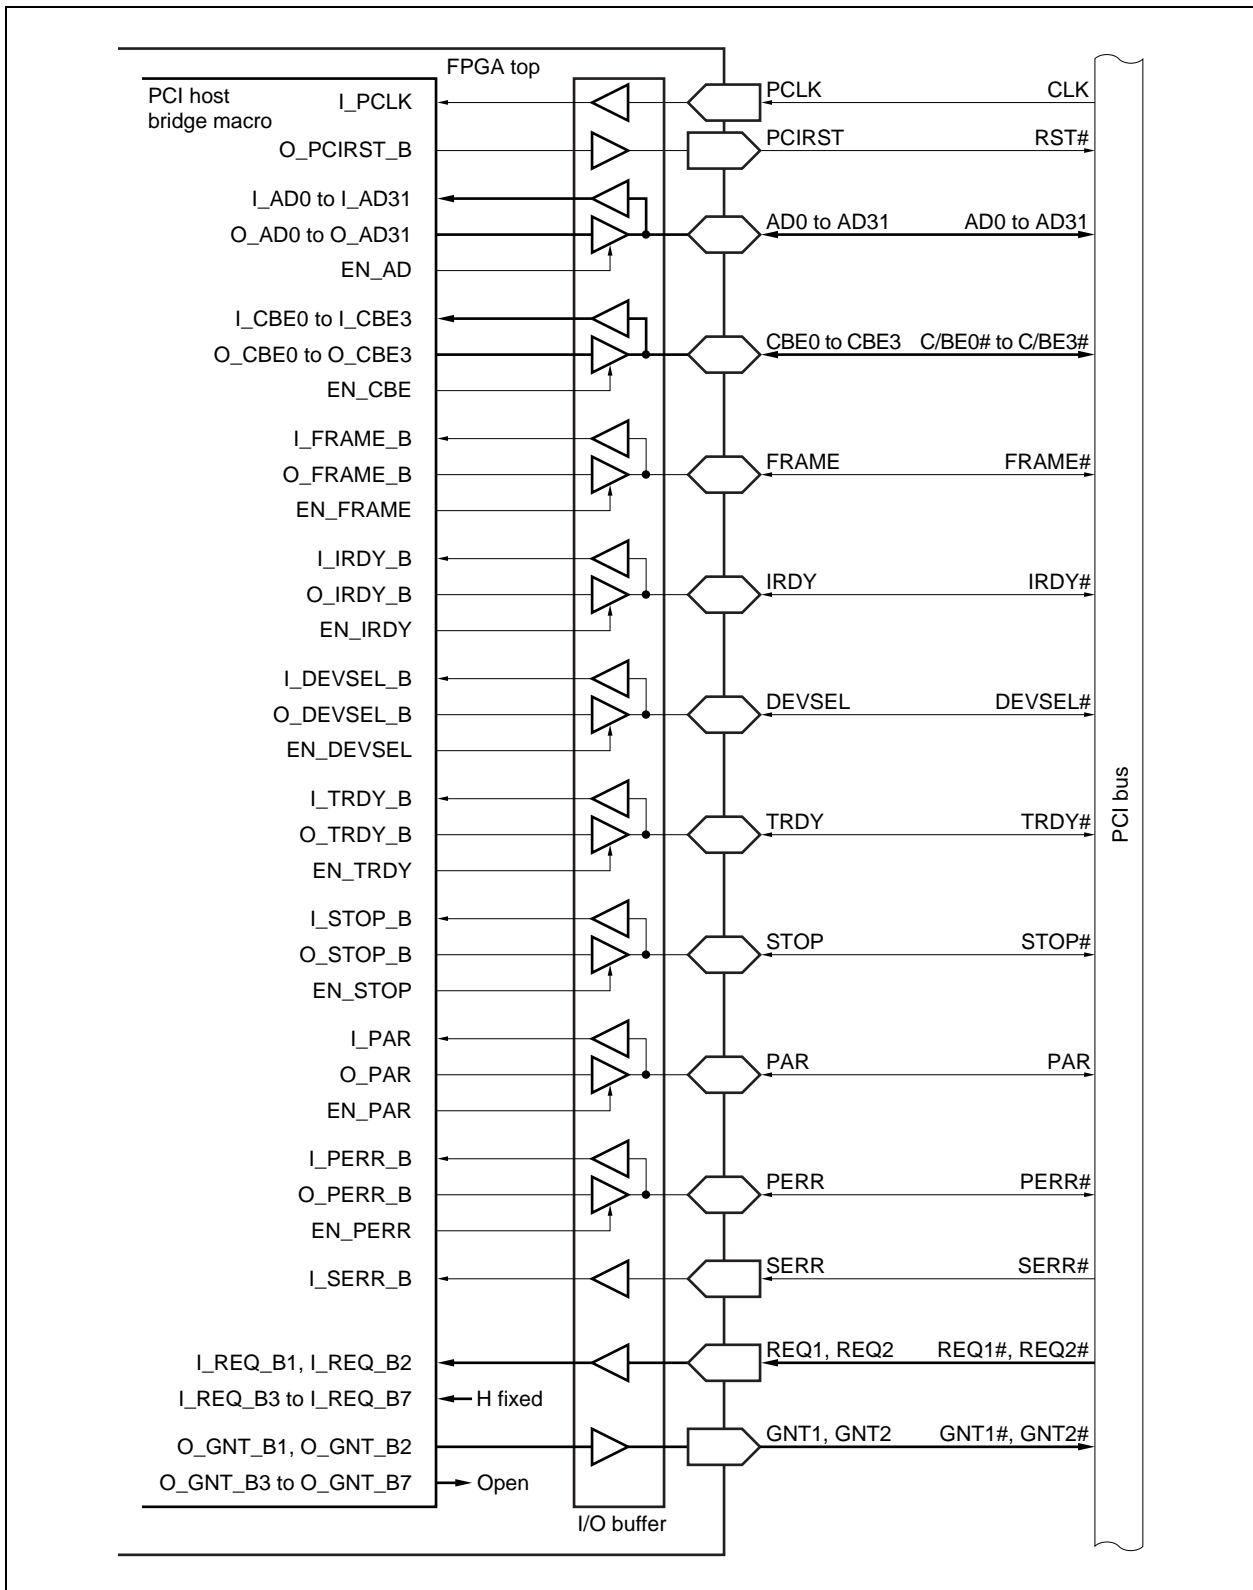 FPGA top
PCI host
bridge macro
I_PCLK PCLK CLK
O_PCIRST_B PCIRST RST#
I_AD0 to I_AD31
O_AD0 to O_AD31 AD0 to AD31 AD0 to AD31
EN_AD
I_CBE0 to I_CBE3
O_CBE0 to O_CBE3 CBE0 to CBE3 C/BE0# to C/BE3#
EN_CBE
I_FRAME_B
O_FRAME_B FRAME FRAME#
EN_FRAME
I_IRDY_B
O_IRDY_B IRDY IRDY#
EN_IRDY
I_DEVSEL_B
O_DEVSEL_B DEVSEL DEVSEL#
EN_DEVSEL
I_TRDY_B
O_TRDY_B TRDY TRDY#
EN_TRDY
PCI bus
I_STOP_B
O_STOP_B STOP STOP#
EN_STOP
I_PAR
O_PAR PAR PAR
EN_PAR
I_PERR_B
O_PERR_B PERR PERR#
EN_PERR
I_SERR_B SERR SERR#
I_REQ_B1, I_REQ_B2 REQ1, REQ2 REQ1#, REQ2#
I_REQ_B3 to I_REQ_B7 H fixed
O_GNT_B1, O_GNT_B2 GNT1, GNT2 GNT1#, GNT2#
O_GNT_B3 to O_GNT_B7 Open
I/O buffer